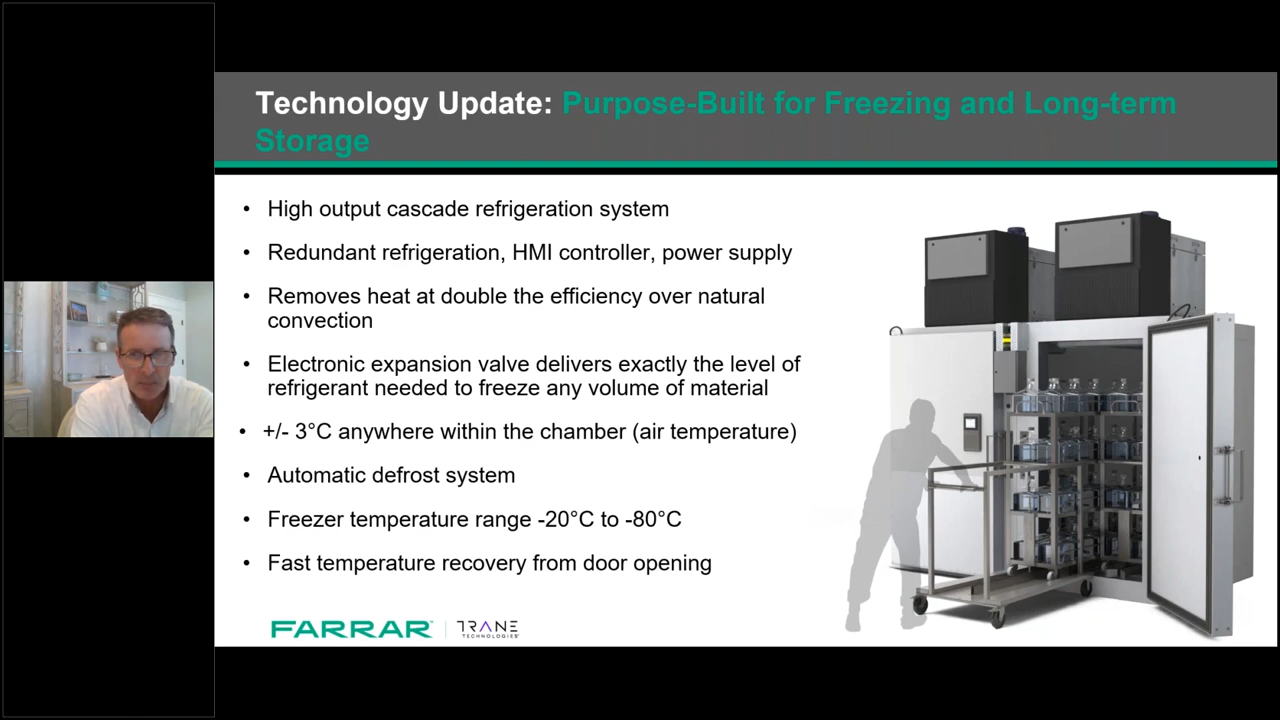 Technology Update: Purpose-Built for Freezing and Long-term
Storage
• High output cascade refrigeration system
• Redundant refrigeration, HMI controller, power supply
• Removes heat at double the efficiency over natural
convection
• Electronic expansion valve delivers exactly the level of
refrigerant needed to freeze any volume of material
• +/- 3°C anywhere within the chamber (air temperature)
• Automatic defrost system
• Freezer temperature range -20°C to -80°C
• Fast temperature recovery from door opening
FARRAR™ | TRANE
TECHNOLOGIES